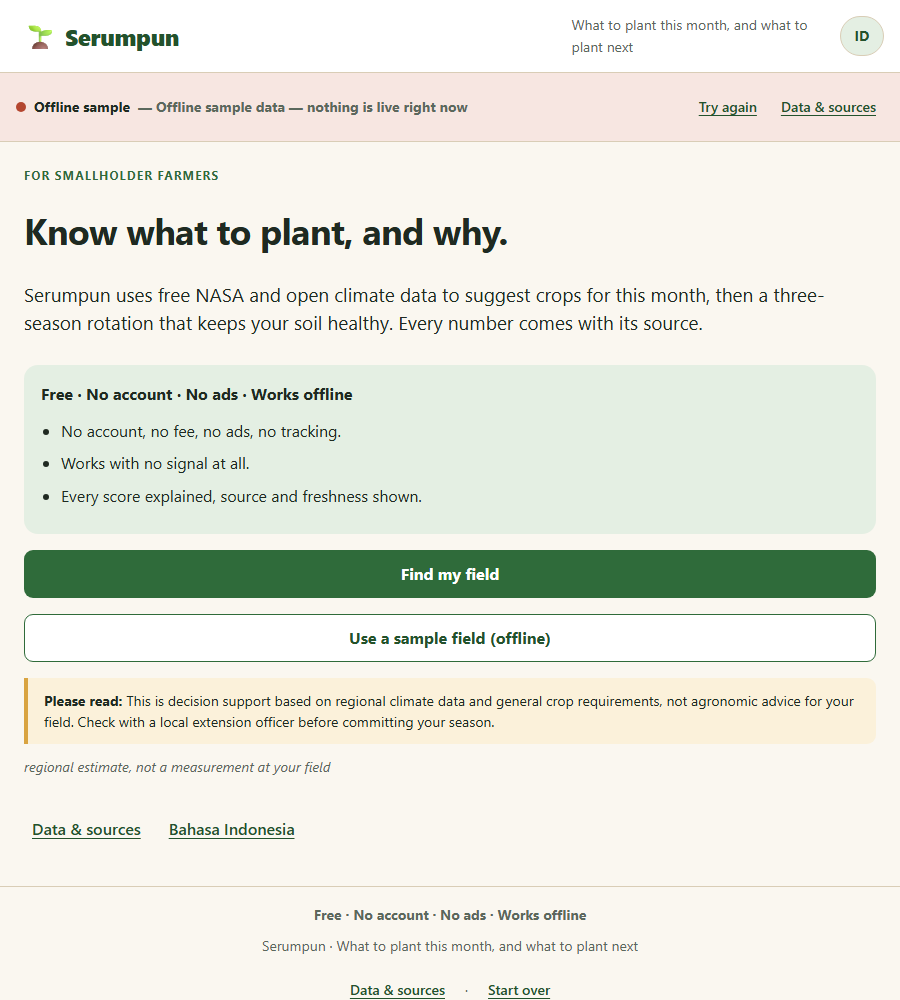 Serumpun
What to plant this month, and what to
plant next
ID
Offline sample — Offline sample data — nothing is live right now
Try again
Data & sources
FOR SMALLHOLDER FARMERS
Know what to plant, and why.
Serumpun uses free NASA and open climate data to suggest crops for this month, then a three-
season rotation that keeps your soil healthy. Every number comes with its source.
Free · No account · No ads · Works offline
No account, no fee, no ads, no tracking.
Works with no signal at all.
Every score explained, source and freshness shown.
Find my field
Use a sample field (offline)
Please read: This is decision support based on regional climate data and general crop requirements, not agronomic advice for your
field. Check with a local extension officer before committing your season.
regional estimate, not a measurement at your field
Data & sources
Bahasa Indonesia
Free · No account · No ads · Works offline
Serumpun · What to plant this month, and what to plant next
Data & sources · Start over